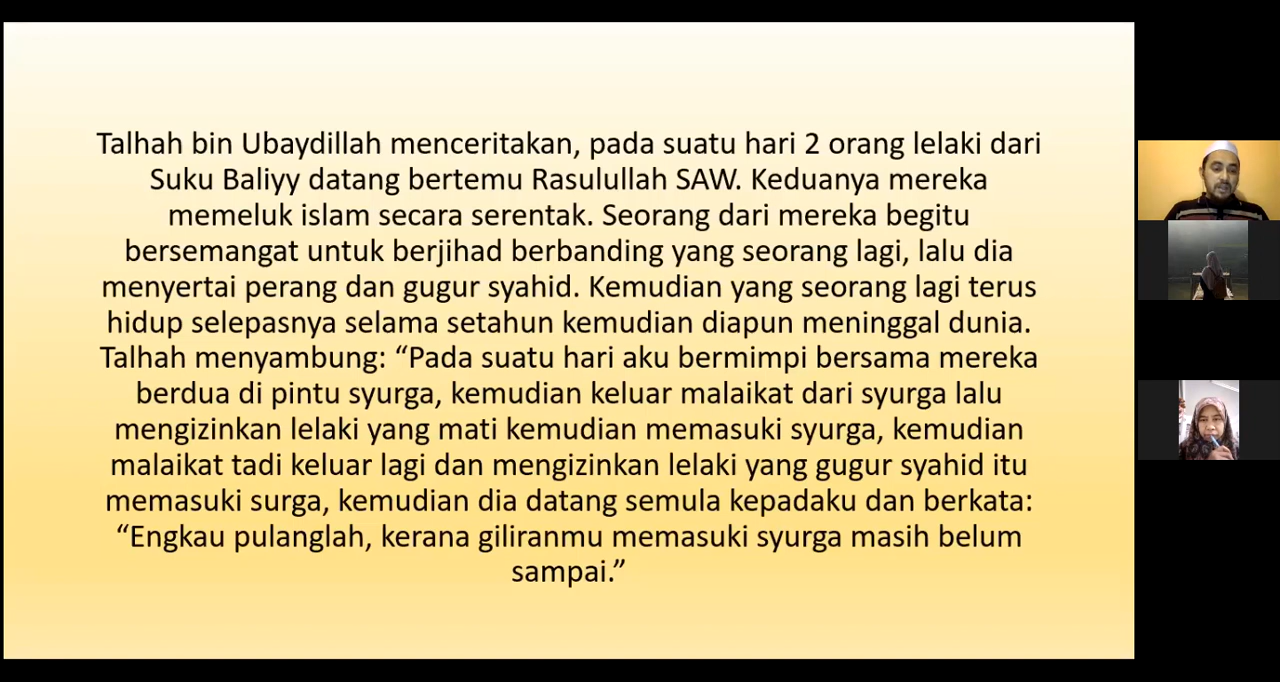 Talhah bin Ubaydillah menceritakan, pada suatu hari 2 orang lelaki dari
Suku Baliyy datang bertemu Rasulullah SAW. Keduanya mereka
memeluk islam secara serentak. Seorang dari mereka begitu
bersemangat untuk berjihad berbanding yang seorang lagi, lalu dia
menyertai perang dan gugur syahid. Kemudian yang seorang lagi terus
hidup selepasnya selama setahun kemudian diapun meninggal dunia.
Talhah menyambung: “Pada suatu hari aku bermimpi bersama mereka
berdua di pintu syurga, kemudian keluar malaikat dari syurga lalu
mengizinkan lelaki yang mati kemudian memasuki syurga, kemudian
malaikat tadi keluar lagi dan mengizinkan lelaki yang gugur syahid itu
memasuki surga, kemudian dia datang semula kepadaku dan berkata:
“Engkau pulanglah, kerana giliranmu memasuki syurga masih belum
sampai.”